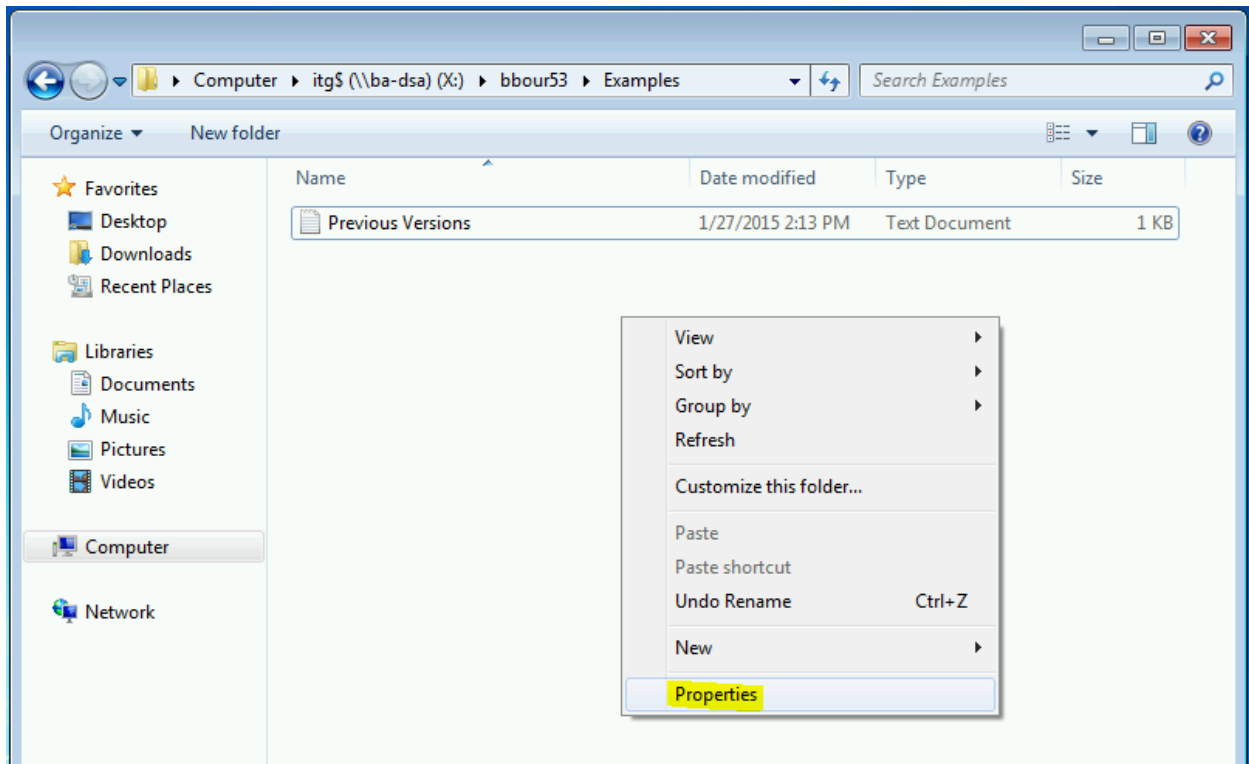 Computer itg$ (\\ba-dsa) (X:) bbour53 Examples Search Examples
Organize New folder
Name Date modified Type Size
Previous Versions 1/27/2015 2:13 PM Text Document 1 KB
Favorites
Desktop
Downloads
Recent Places
Libraries
Documents
Music
Pictures
Videos
Computer
Network
View
Sort by
Group by
Refresh
Customize this folder...
Paste
Paste shortcut
Undo Rename Ctrl+Z
New
Properties